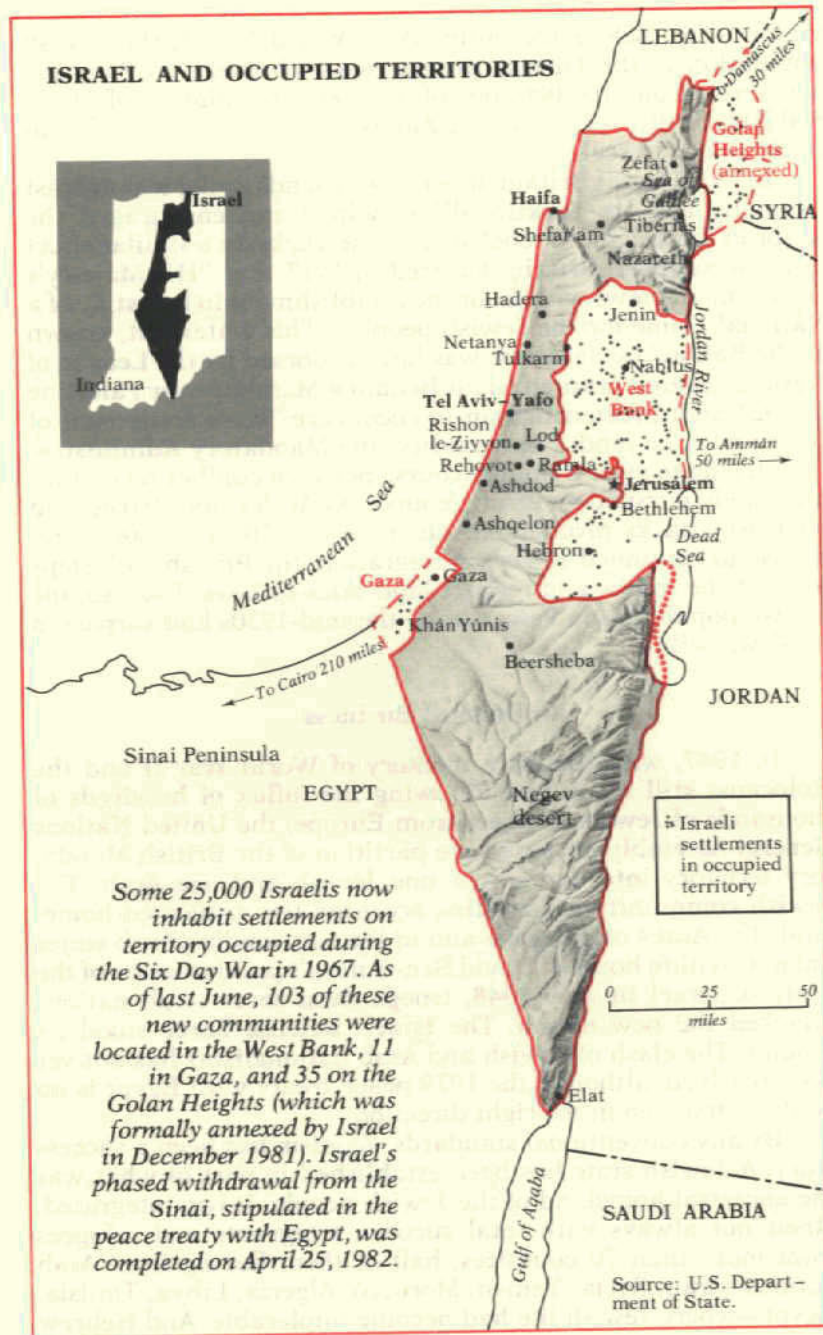 LEBANON
ISRAEL AND OCCUPIED TERRITORIES
To Damascus
30 miles
Golan
Heights
(annexed)
Israel
Indiana
Zefat
Sea of
Galilee
SYRIA
Haifa
Shefar'am
Tiberias
Nazareth
Hadera
Jenin
Jordan River
Netanya
Tulkarm
Nablus
West
Bank
Tel Aviv–Yafo
Rishon
le-Ziyyon
Lod
To Ammán
50 miles
Rehovot
Ramla
Jerusalem
Ashdod
Bethlehem
Mediterranean Sea
Ashqelon
Hebron
Dead
Sea
Gaza
Gaza
Khán Yúnis
Beersheba
To Cairo 210 miles
JORDAN
Sinai Peninsula
EGYPT
Negev
desert
Israeli
settlements
in occupied
territory
Some 25,000 Israelis now
inhabit settlements on
territory occupied during
the Six Day War in 1967. As
of last June, 103 of these
new communities were
located in the West Bank, 11
in Gaza, and 35 on the
Golan Heights (which was
formally annexed by Israel
in December 1981). Israel's
phased withdrawal from the
Sinai, stipulated in the
peace treaty with Egypt, was
completed on April 25, 1982.
0 25 50
miles
Elat
Gulf of Aqaba
SAUDI ARABIA
Source: U.S. Depart–
ment of State.